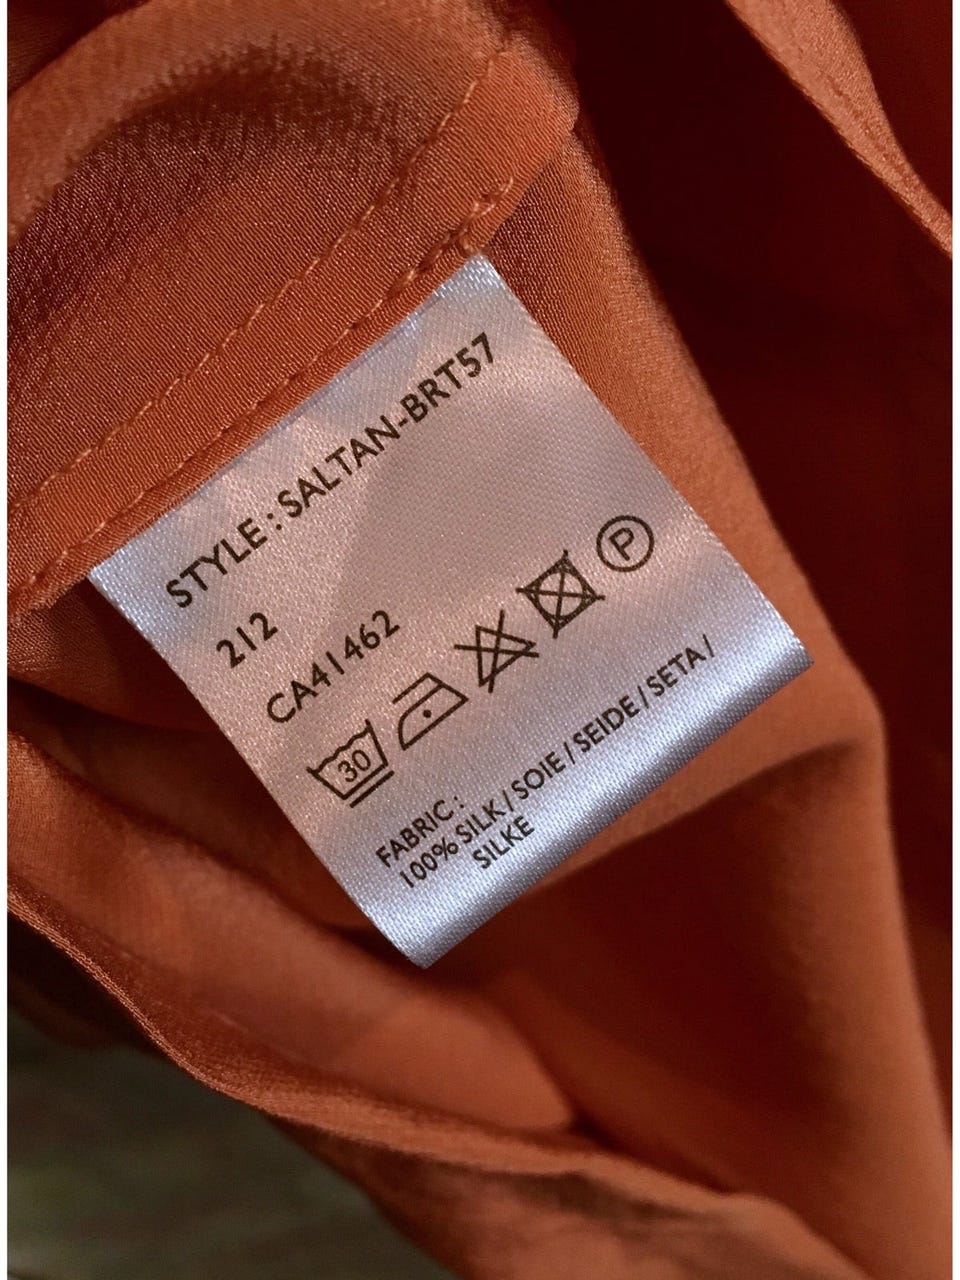 STYLE : SALTAN-BRT57
212
CA41462
30 P
FABRIC :
100% SILK / SOIE / SEIDE / SETA /
SILKE